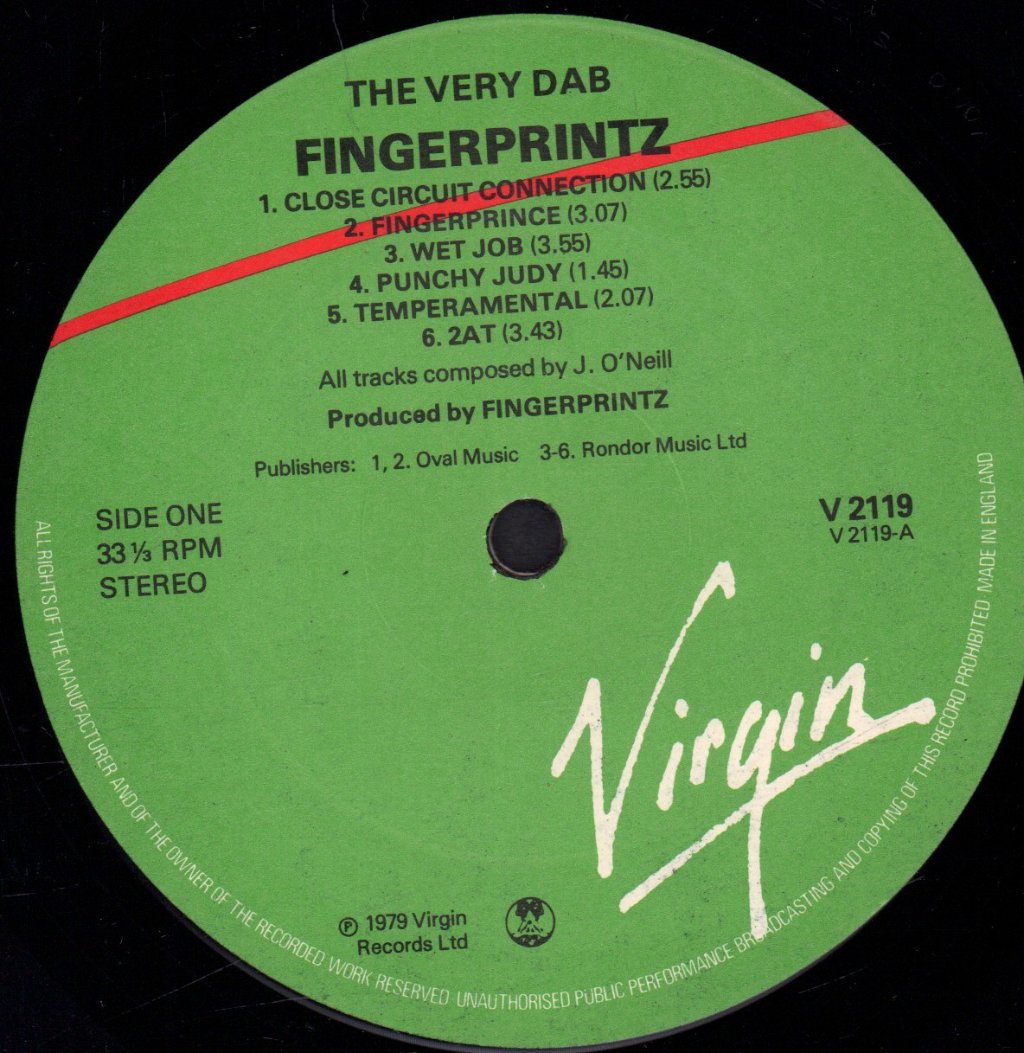 THE VERY DAB
FINGERPRINTZ
1. CLOSE CIRCUIT CONNECTION (2.55)
2. FINGERPRINCE (3.07)
3. WET JOB (3.55)
4. PUNCHY JUDY (1.45)
5. TEMPERAMENTAL (2.07)
6. 2AT (3.43)
All tracks composed by J. O'Neill
Produced by FINGERPRINTZ
Publishers: 1, 2. Oval Music 3-6. Rondor Music Ltd
SIDE ONE
33 ⅓ RPM
STEREO
V 2119
V 2119-A
Virgin
℗ 1979 Virgin
Records Ltd
ALL RIGHTS OF THE MANUFACTURER AND OF THE OWNER OF THE RECORDED WORK RESERVED UNAUTHORISED PUBLIC PERFORMANCE BROADCASTING AND COPYING OF THIS RECORD PROHIBITED MADE IN ENGLAND